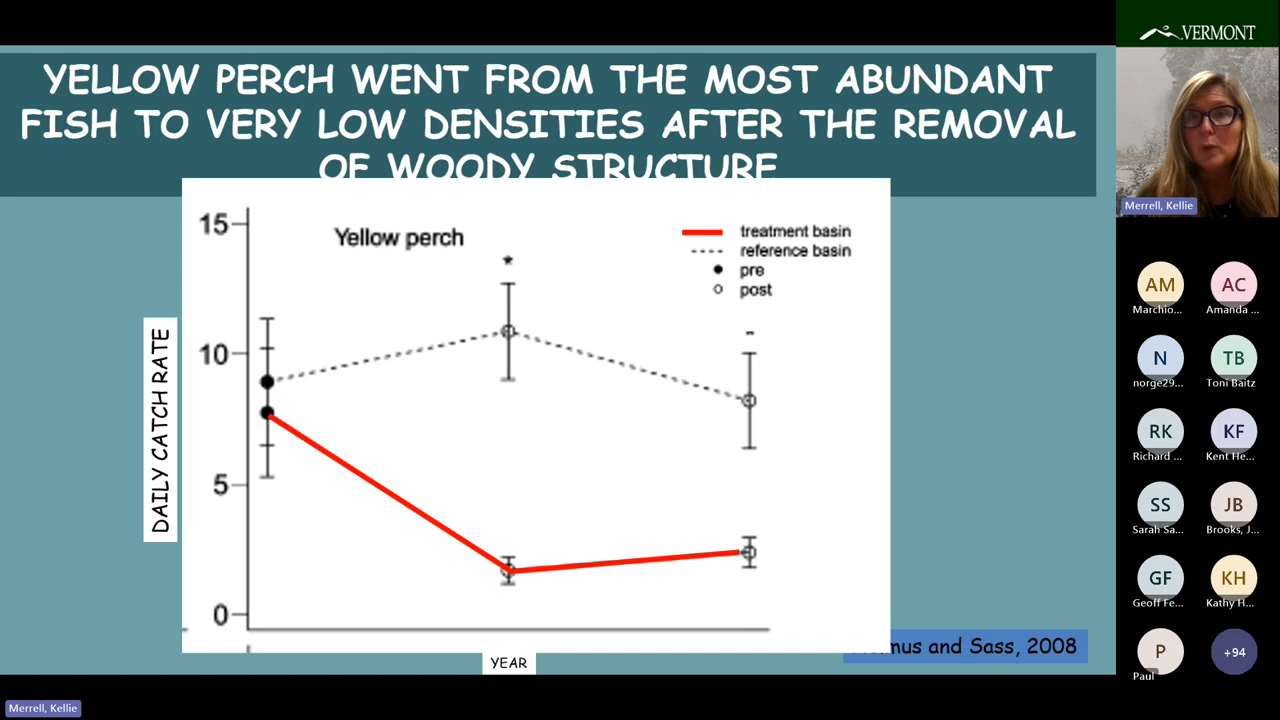 VERMONT
YELLOW PERCH WENT FROM THE MOST ABUNDANT
FISH TO VERY LOW DENSITIES AFTER THE REMOVAL
OF WOODY STRUCTURE
Merrell, Kellie
15
Yellow perch
treatment basin
reference basin
pre
post
*
-
10
5
0
DAILY CATCH RATE
YEAR
and Sass, 2008
AM
Marchio...
AC
Amanda ...
N
norge29...
TB
Toni Baitz
RK
Richard ...
KF
Kent He...
SS
Sarah Sa...
JB
Brooks, J...
GF
Geoff Fe...
KH
Kathy H...
P
Paul
+94
Merrell, Kellie